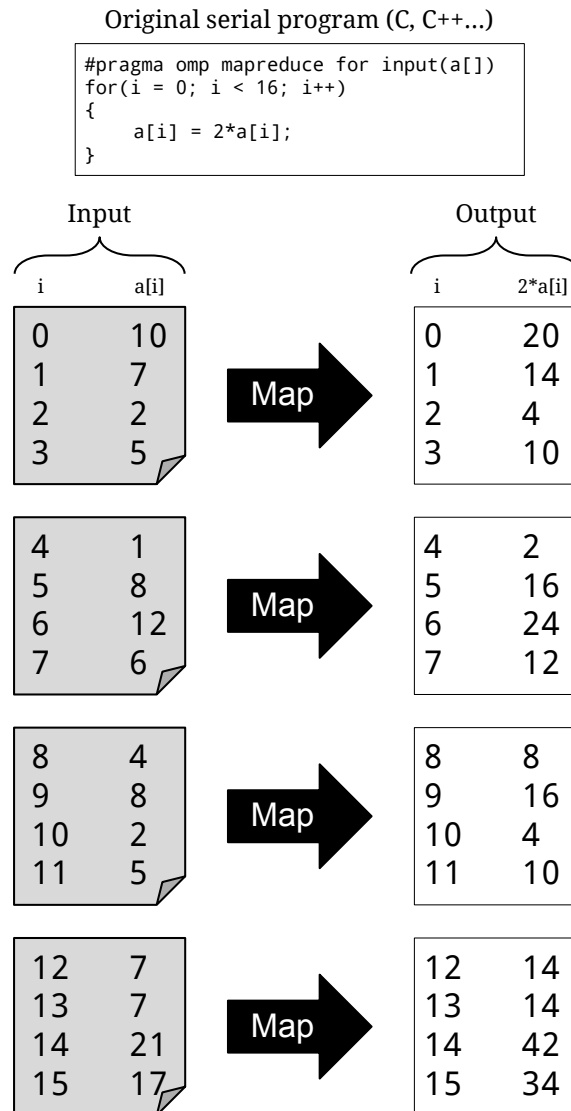 Original serial program (C, C++...)
#pragma omp mapreduce for input(a[])
for(i = 0; i < 16; i++)
{
a[i] = 2*a[i];
}
Input Output
i a[i] i 2*a[i]
0 10 0 20
1 7 Map 1 14
2 2 2 4
3 5 3 10
4 1 4 2
5 8 Map 5 16
6 12 6 24
7 6 7 12
8 4 8 8
9 8 Map 9 16
10 2 10 4
11 5 11 10
12 7 12 14
13 7 Map 13 14
14 21 14 42
15 17 15 34